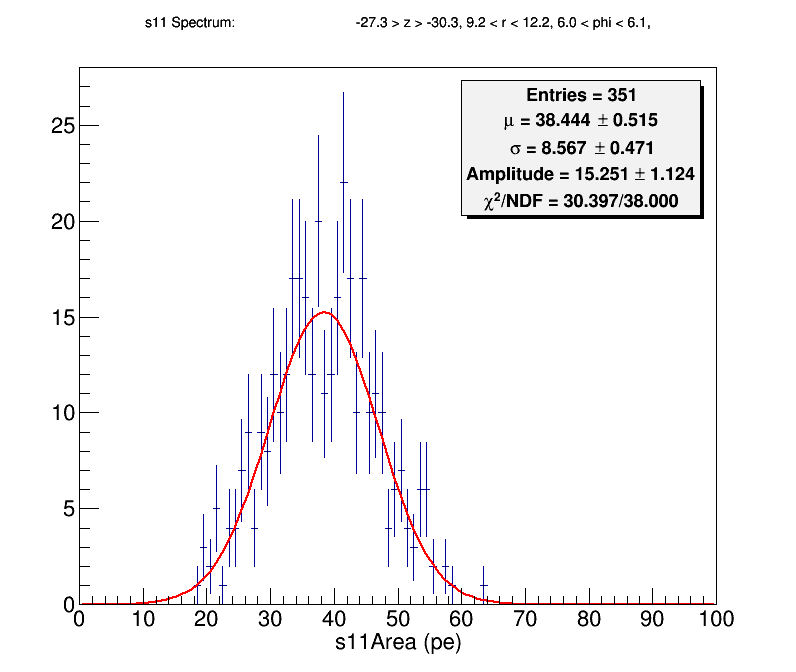 s11 Spectrum: -27.3 > z > -30.3, 9.2 < r < 12.2, 6.0 < phi < 6.1,
Entries = 351
μ = 38.444 ± 0.515
σ = 8.567 ± 0.471
Amplitude = 15.251 ± 1.124
χ²/NDF = 30.397/38.000
25
20
15
10
5
0
0 10 20 30 40 50 60 70 80 90 100
s11Area (pe)